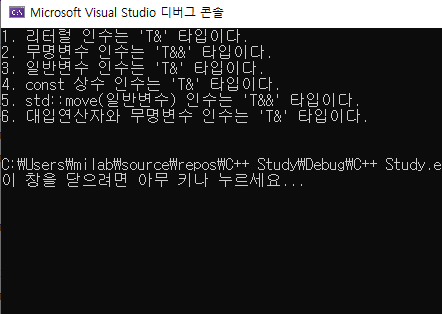 Microsoft Visual Studio 디버그 콘솔
1. 리터럴 인수는 'T&' 타입이다.
2. 무명변수 인수는 'T&&' 타입이다.
3. 일반변수 인수는 'T&' 타입이다.
4. const 상수 인수는 'T&' 타입이다.
5. std::move(일반변수) 인수는 'T&&' 타입이다.
6. 대입연산자와 무명변수 인수는 'T&' 타입이다.
C:₩Users₩milab₩source₩repos₩C++ Study₩Debug₩C++ Study.e
이 창을 닫으려면 아무 키나 누르세요...